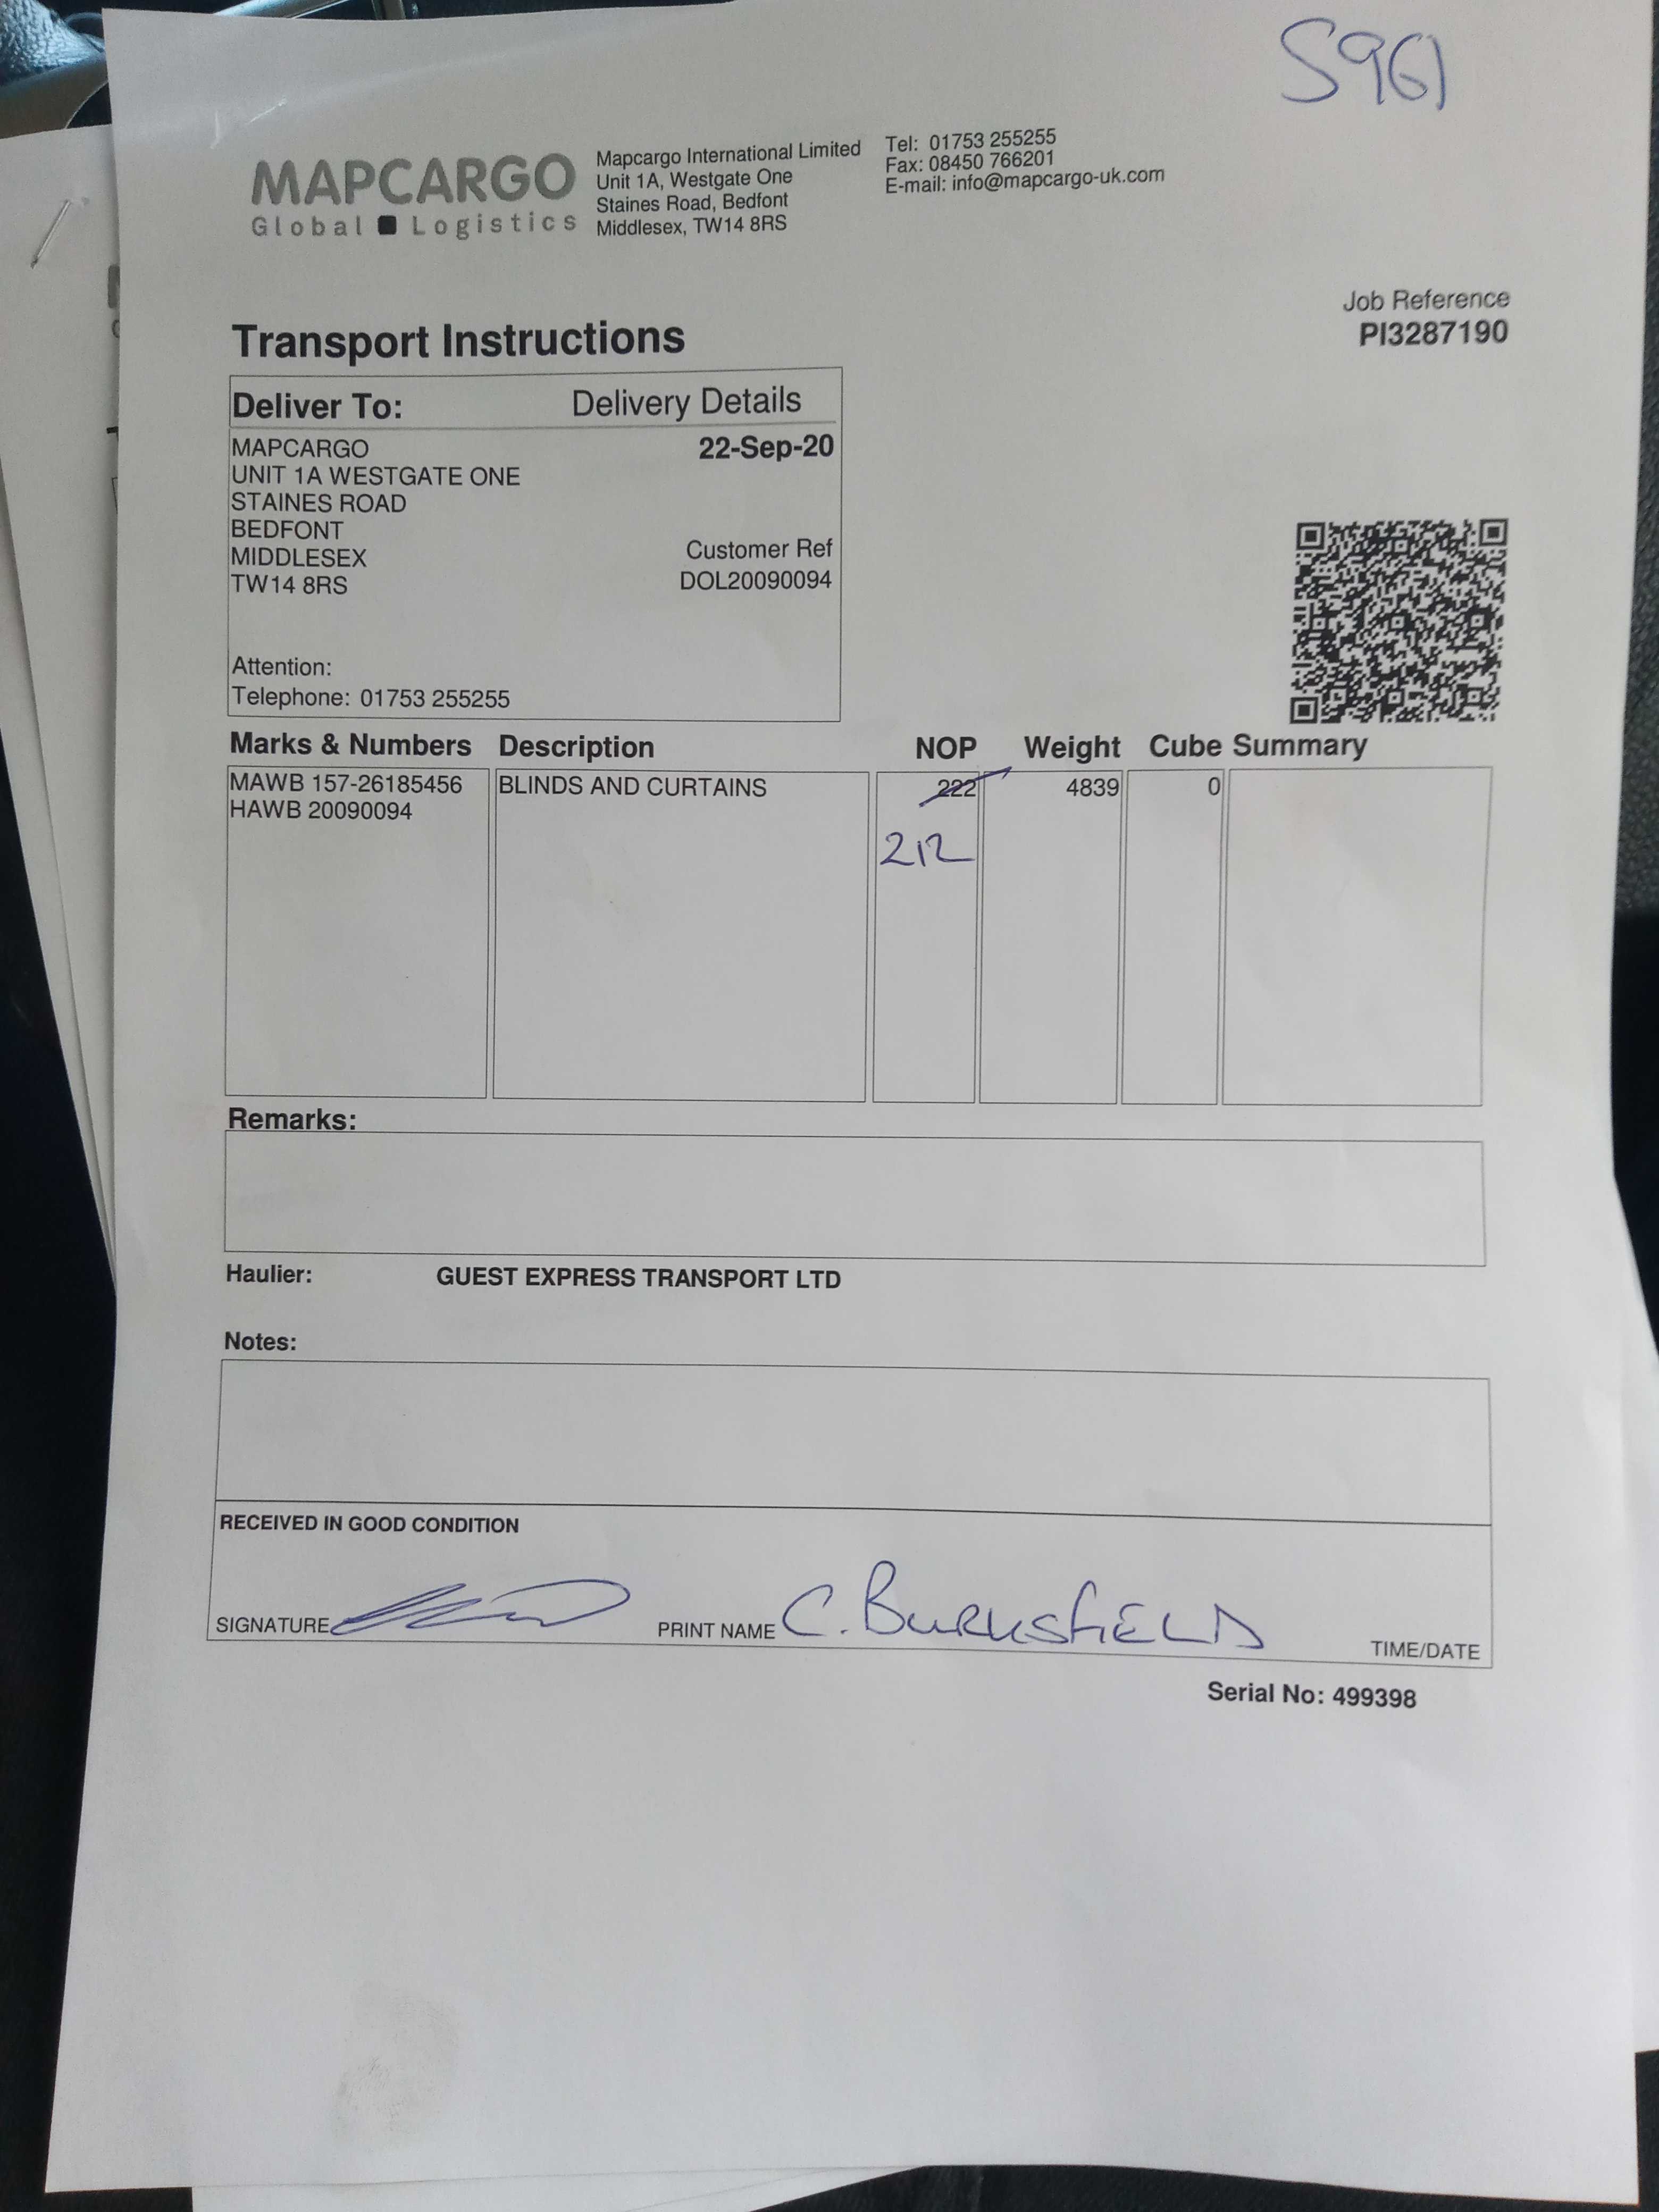 S961
MAPCARGO
Global Logistics
Mapcargo International Limited
Unit 1A, Westgate One
Staines Road, Bedfont
Middlesex, TW14 8RS
Tel: 01753 255255
Fax: 08450 766201
E-mail: info@mapcargo-uk.com
Job Reference
PI3287190
Transport Instructions
Deliver To: Delivery Details
MAPCARGO 22-Sep-20
UNIT 1A WESTGATE ONE
STAINES ROAD
BEDFONT
MIDDLESEX Customer Ref
TW14 8RS DOL20090094
Attention:
Telephone: 01753 255255
Marks & Numbers Description NOP Weight Cube Summary
MAWB 157-26185456 BLINDS AND CURTAINS 222 4839 0
HAWB 20090094
212
Remarks:
Haulier: GUEST EXPRESS TRANSPORT LTD
Notes:
RECEIVED IN GOOD CONDITION
SIGNATURE PRINT NAME C. BURKSFIELD TIME/DATE
Serial No: 499398